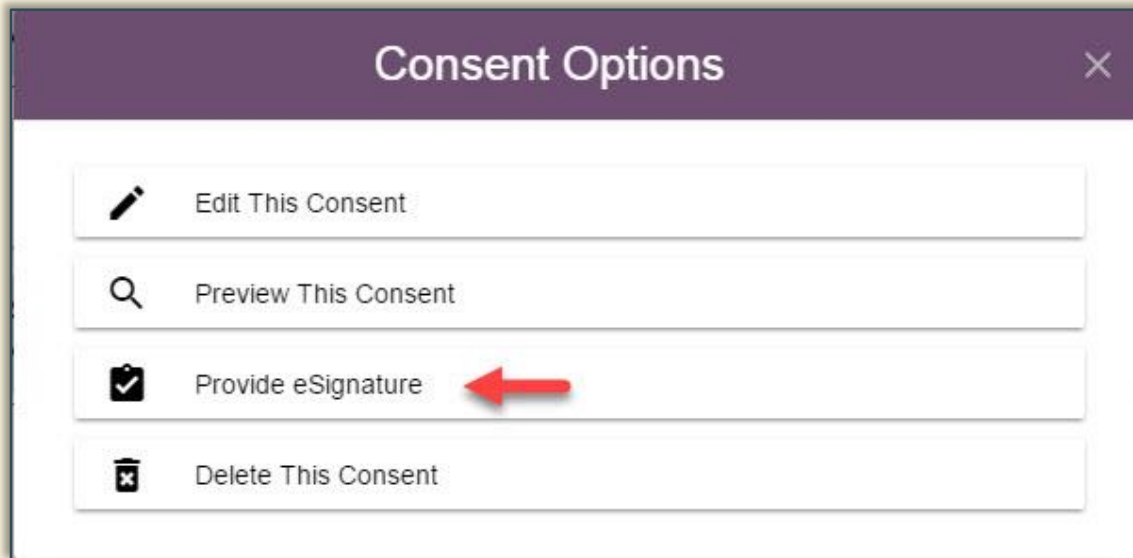 Consent Options
Edit This Consent
Preview This Consent
Provide eSignature
Delete This Consent